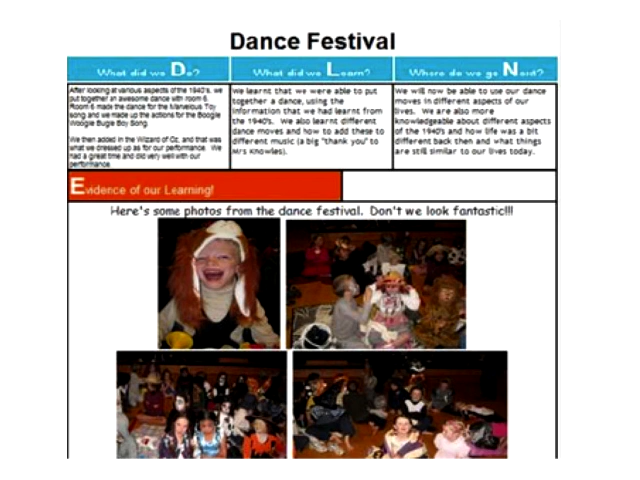 Dance Festival
What did we Do?
What did we Learn?
Where do we go Next?
After looking at various aspects of the 1940's, we
put together an awesome dance with room 6.
Room 6 made the dance for the Marvelous Toy
song and we made up the actions for the Boogie
Woogie Bugle Boy Song.
We then added in the Wizard of Oz, and that was
what we dressed up as for our performance. We
had a great time and did very well with our
performance.
We learnt that we were able to put
together a dance, using the
information that we had learnt from
the 1940's. We also learnt different
dance moves and how to add these to
different music (a big "thank you" to
Mrs Knowles).
We will now be able to use our dance
moves in different aspects of our
lives. We are also more
knowledgeable about different aspects
of the 1940's and how life was a bit
different back then and what things
are still similar to our lives today.
Evidence of our Learning!
Here's some photos from the dance festival. Don't we look fantastic!!!